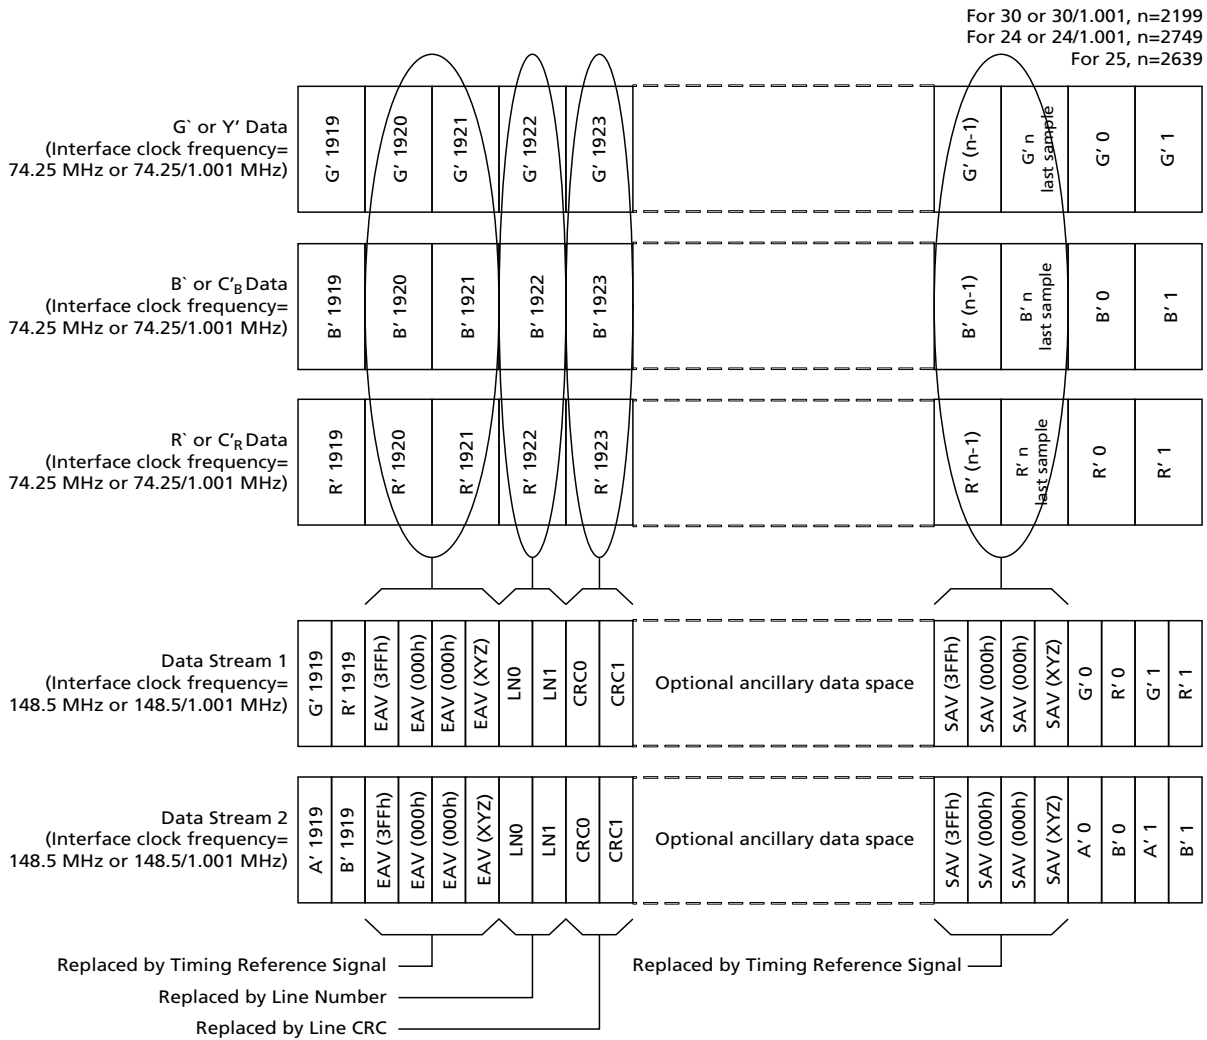 For 30 or 30/1.001, n=2199
For 24 or 24/1.001, n=2749
For 25, n=2639
G` or Y' Data
(Interface clock frequency=
74.25 MHz or 74.25/1.001 MHz)
G' 1919
G' 1920
G' 1921
G' 1922
G' 1923
G' (n-1)
G' n
last sample
G' 0
G' 1
B` or C'B Data
(Interface clock frequency=
74.25 MHz or 74.25/1.001 MHz)
B' 1919
B' 1920
B' 1921
B' 1922
B' 1923
B' (n-1)
B' n
last sample
B' 0
B' 1
R` or C'R Data
(Interface clock frequency=
74.25 MHz or 74.25/1.001 MHz)
R' 1919
R' 1920
R' 1921
R' 1922
R' 1923
R' (n-1)
R' n
last sample
R' 0
R' 1
Data Stream 1
(Interface clock frequency=
148.5 MHz or 148.5/1.001 MHz)
G' 1919
R' 1919
EAV (3FFh)
EAV (000h)
EAV (000h)
EAV (XYZ)
LN0
LN1
CRC0
CRC1
Optional ancillary data space
SAV (3FFh)
SAV (000h)
SAV (000h)
SAV (XYZ)
G' 0
R' 0
G' 1
R' 1
Data Stream 2
(Interface clock frequency=
148.5 MHz or 148.5/1.001 MHz)
A' 1919
B' 1919
EAV (3FFh)
EAV (000h)
EAV (000h)
EAV (XYZ)
LN0
LN1
CRC0
CRC1
Optional ancillary data space
SAV (3FFh)
SAV (000h)
SAV (000h)
SAV (XYZ)
A' 0
B' 0
A' 1
B' 1
Replaced by Timing Reference Signal
Replaced by Timing Reference Signal
Replaced by Line Number
Replaced by Line CRC